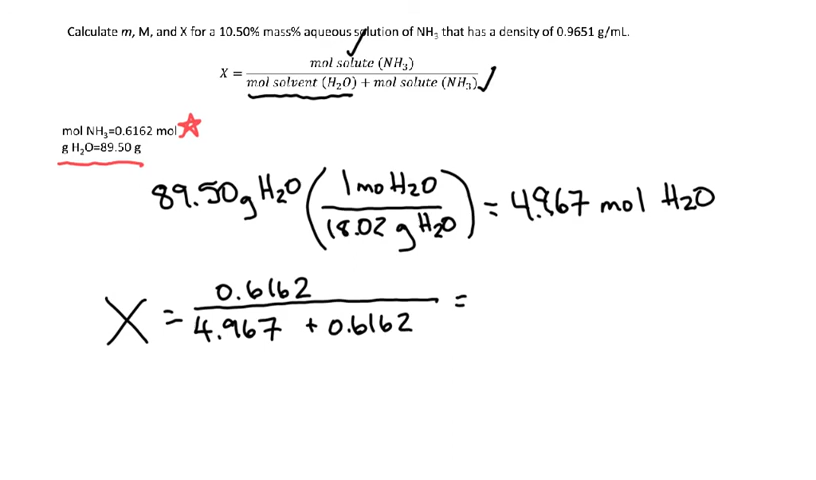 Calculate m, M, and X for a 10.50% mass% aqueous solution of NH₃ that has a density of 0.9651 g/mL.
X = mol solute (NH₃) / mol solvent (H₂O) + mol solute (NH₃)
mol NH₃=0.6162 mol
g H₂O=89.50 g
89.50 g H₂O ( 1 mo H₂O / 18.02 g H₂O ) = 4.967 mol H₂O
X = 0.6162 / 4.967 + 0.6162 =